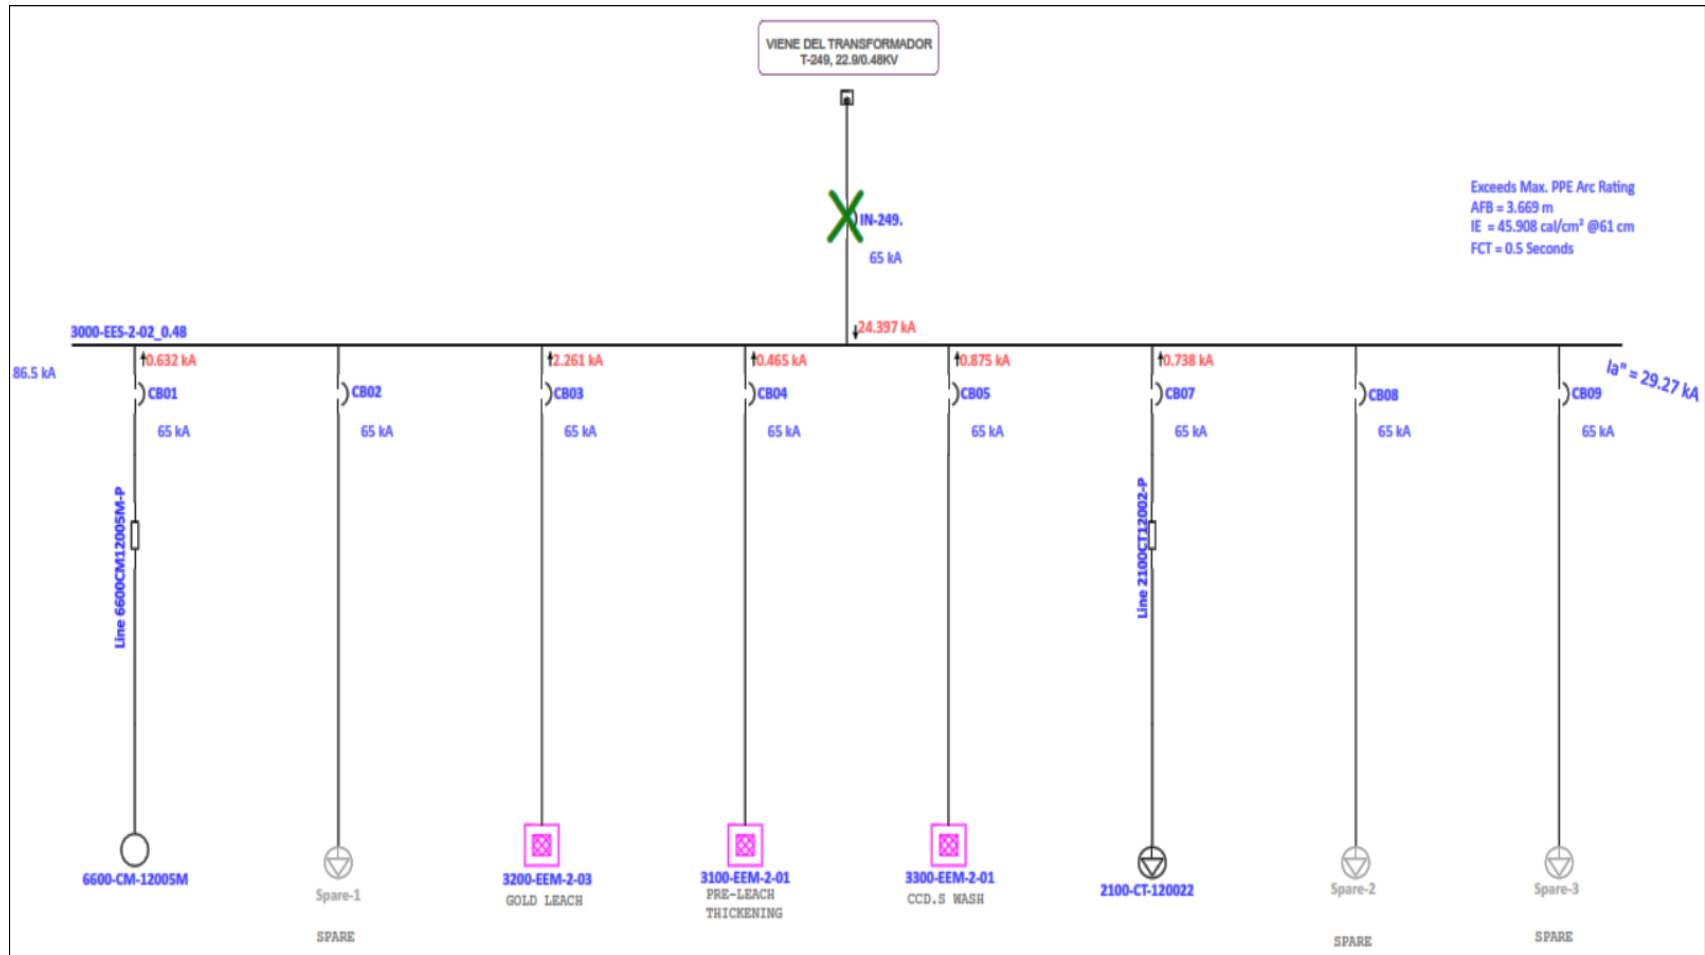 VIENE DEL TRANSFORMADOR
T-249, 22.9/0.48KV
IN-249.
65 kA
Exceeds Max. PPE Arc Rating
AFB = 3.669 m
IE = 45.908 cal/cm² @61 cm
FCT = 0.5 Seconds
3000-EES-2-02_0.48
24.397 kA
86.5 kA
0.632 kA
2.261 kA
0.465 kA
0.875 kA
0.738 kA
Ia" = 29.27 kA
CB01
CB02
CB03
CB04
CB05
CB07
CB08
CB09
65 kA
65 kA
65 kA
65 kA
65 kA
65 kA
65 kA
65 kA
Line 6600CM12005M-P
Line 2100CT12002-P
6600-CM-12005M
Spare-1
SPARE
3200-EEM-2-03
GOLD LEACH
3100-EEM-2-01
PRE-LEACH
THICKENING
3300-EEM-2-01
CCD.S WASH
2100-CT-120022
Spare-2
SPARE
Spare-3
SPARE